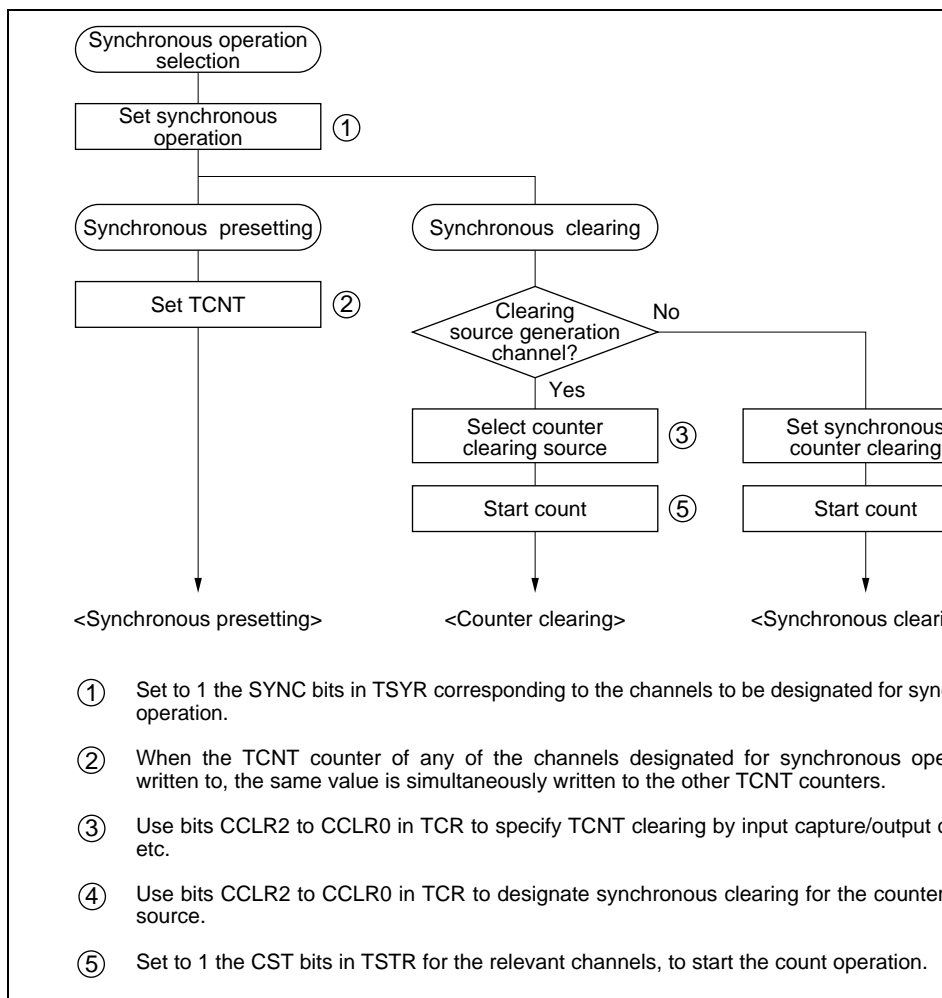 Synchronous operation
selection
Set synchronous
operation
①
Synchronous presetting
Synchronous clearing
Set TCNT
②
Clearing
source generation
channel?
No
Yes
Select counter
clearing source
③
Set synchronous
counter clearing
Start count
⑤
Start count
<Synchronous presetting>
<Counter clearing>
<Synchronous
① Set to 1 the SYNC bits in TSYR corresponding to the channels to be designated for
operation.
② When the TCNT counter of any of the channels designated for synchronous
written to, the same value is simultaneously written to the other TCNT counters.
③ Use bits CCLR2 to CCLR0 in TCR to specify TCNT clearing by input capture/output
etc.
④ Use bits CCLR2 to CCLR0 in TCR to designate synchronous clearing for the counter
source.
⑤ Set to 1 the CST bits in TSTR for the relevant channels, to start the count operation.